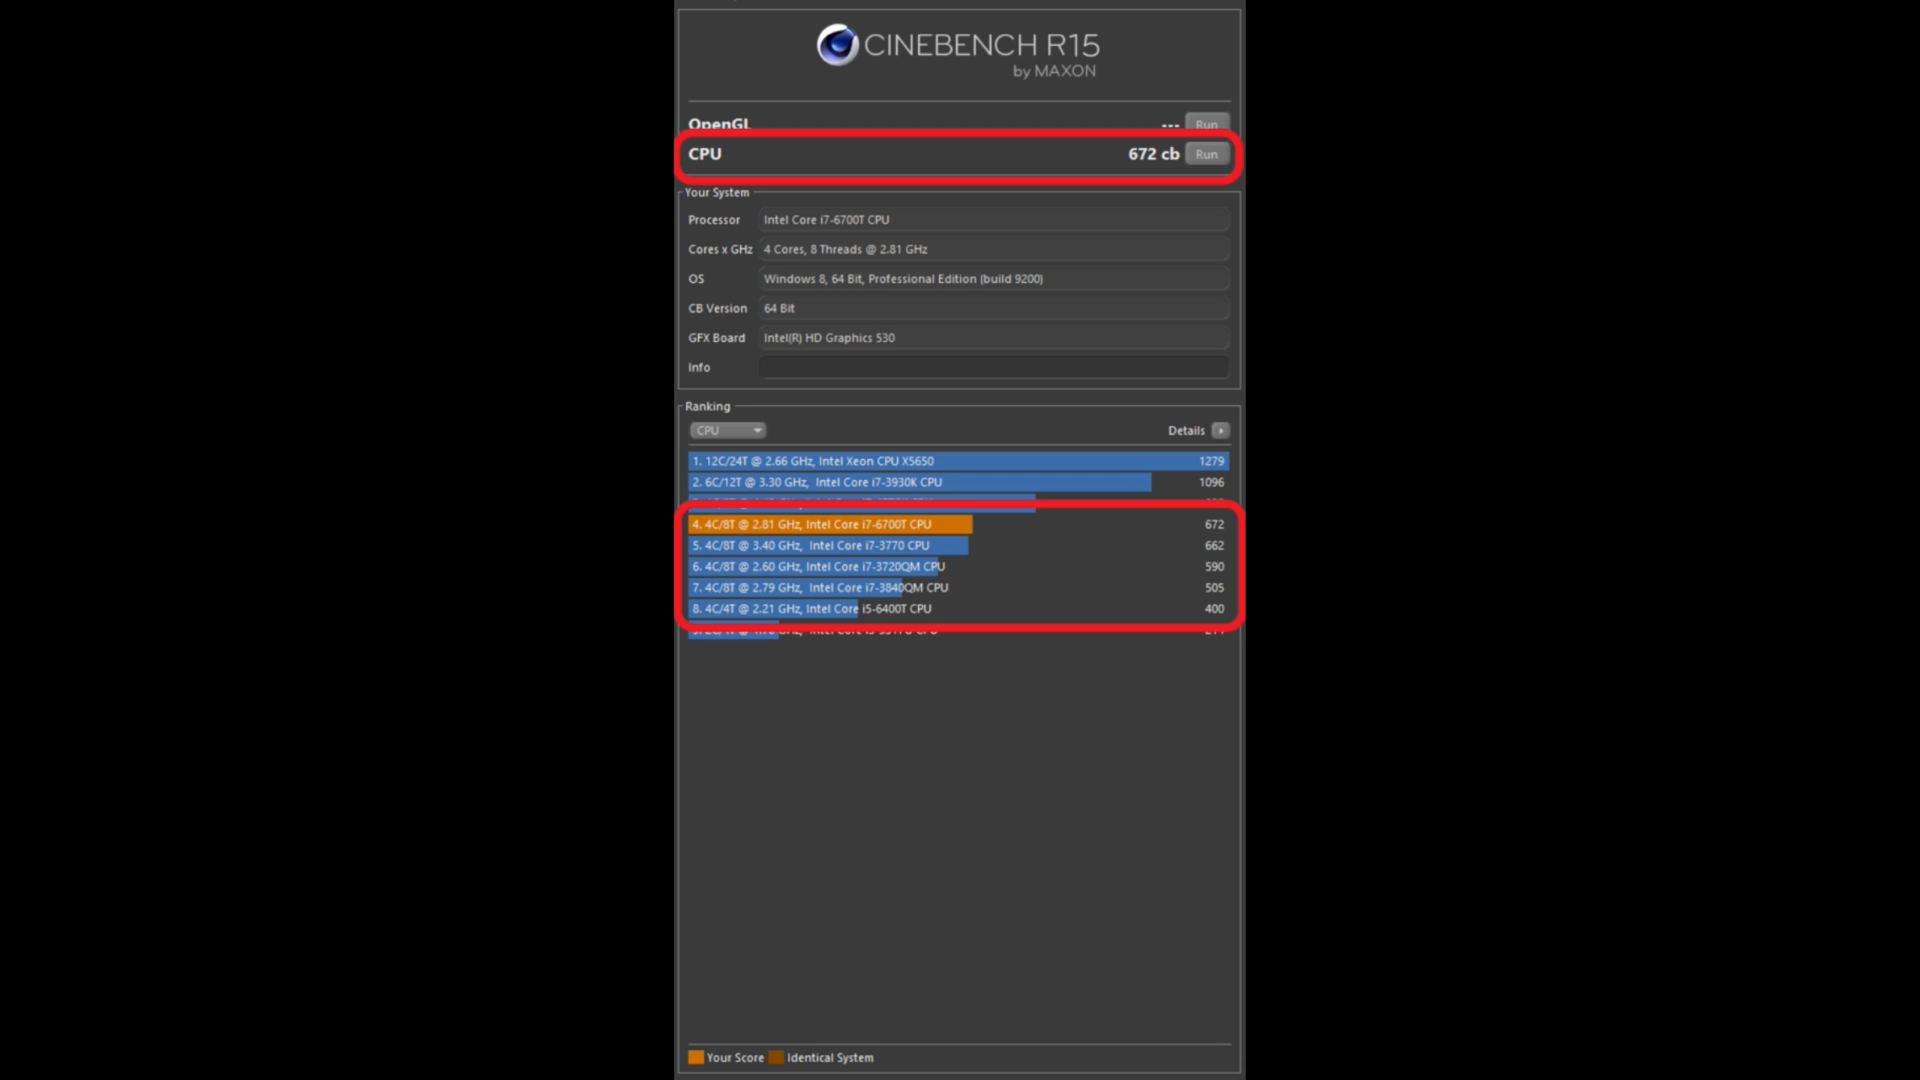 CINEBENCH R15
by MAXON
OpenGL --- Run
CPU 672 cb Run
Your System
Processor Intel Core i7-6700T CPU
Cores x GHz 4 Cores, 8 Threads @ 2.81 GHz
OS Windows 8, 64 Bit, Professional Edition (build 9200)
CB Version 64 Bit
GFX Board Intel(R) HD Graphics 530
Info
Ranking
CPU Details
1. 12C/24T @ 2.66 GHz, Intel Xeon CPU X5650 1279
2. 6C/12T @ 3.30 GHz, Intel Core i7-3930K CPU 1096
4. 4C/8T @ 2.81 GHz, Intel Core i7-6700T CPU 672
5. 4C/8T @ 3.40 GHz, Intel Core i7-3770 CPU 662
6. 4C/8T @ 2.60 GHz, Intel Core i7-3720QM CPU 590
7. 4C/8T @ 2.79 GHz, Intel Core i7-3840QM CPU 505
8. 4C/4T @ 2.21 GHz, Intel Core i5-6400T CPU 400
Your Score Identical System